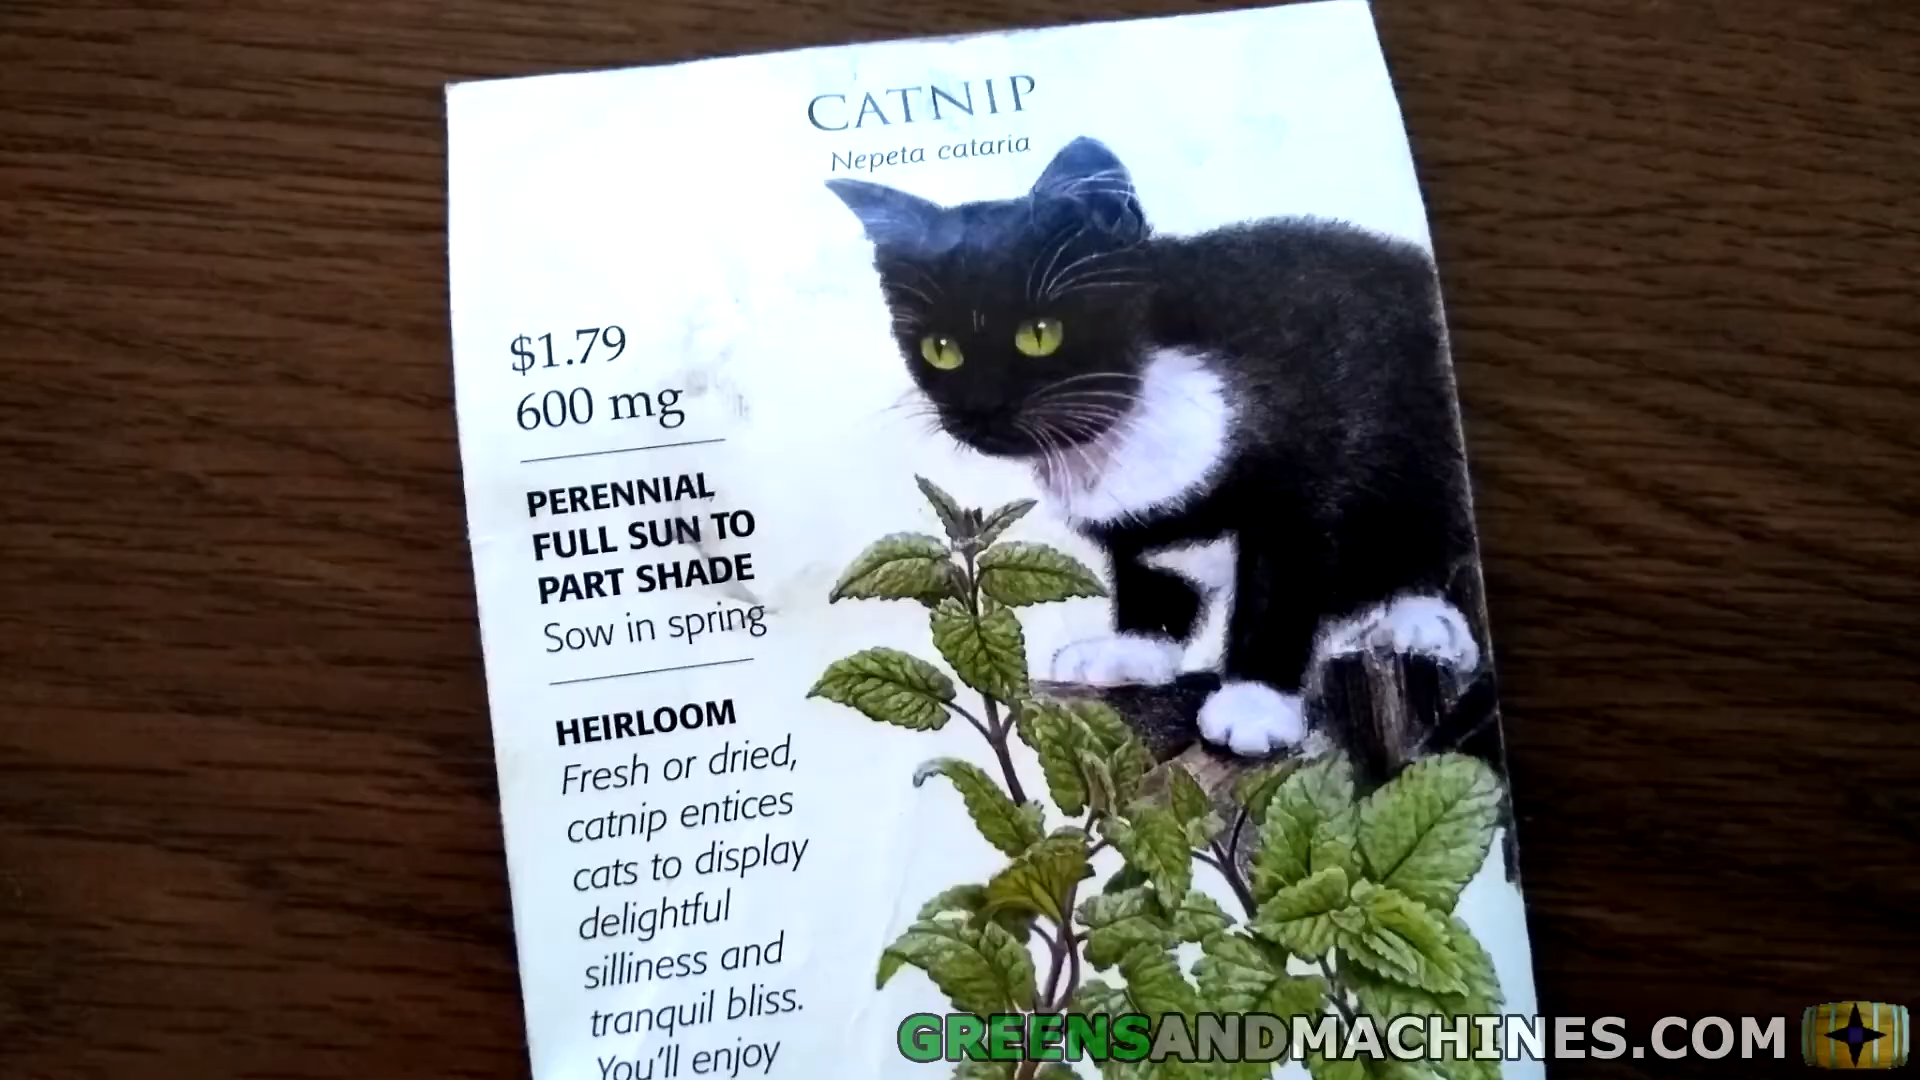 CATNIP
Nepeta cataria
$1.79
600 mg
PERENNIAL
FULL SUN TO
PART SHADE
Sow in spring
HEIRLOOM
Fresh or dried,
catnip entices
cats to display
delightful
silliness and
tranquil bliss.
You'll enjoy
GREENSANDMACHINES.COM